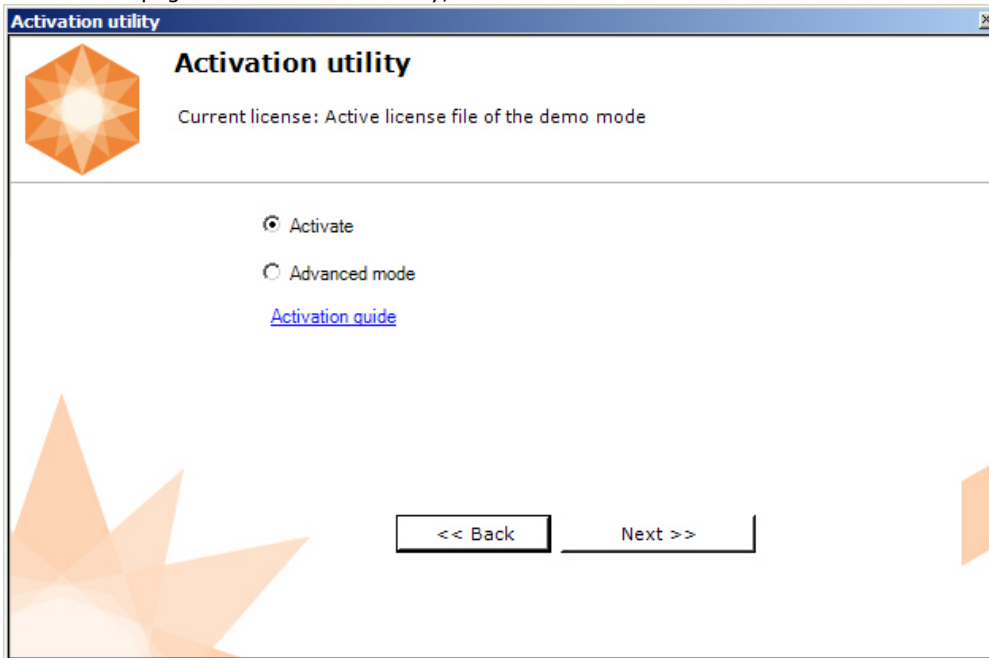 Activation utility
Activation utility
Current license: Active license file of the demo mode
Activate
Advanced mode
Activation guide
<< Back
Next >>